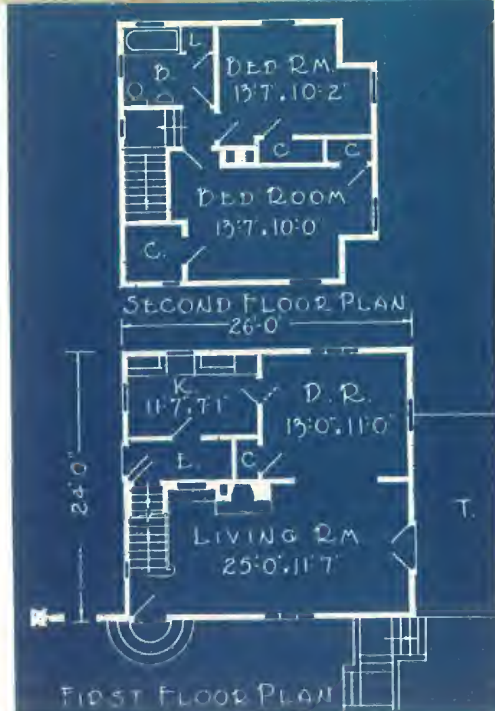 L
B.
BED RM.
13'-7" . 10'-2"
C
C
BED ROOM
13'-7" . 10'-0"
C.
SECOND FLOOR PLAN
26'-0"
K.
11'-7" . 7'-1"
D. R.
13'-0" . 11'-0"
E.
C
24'-0"
LIVING RM
25'-0" . 11'-7"
T.
FIRST FLOOR PLAN